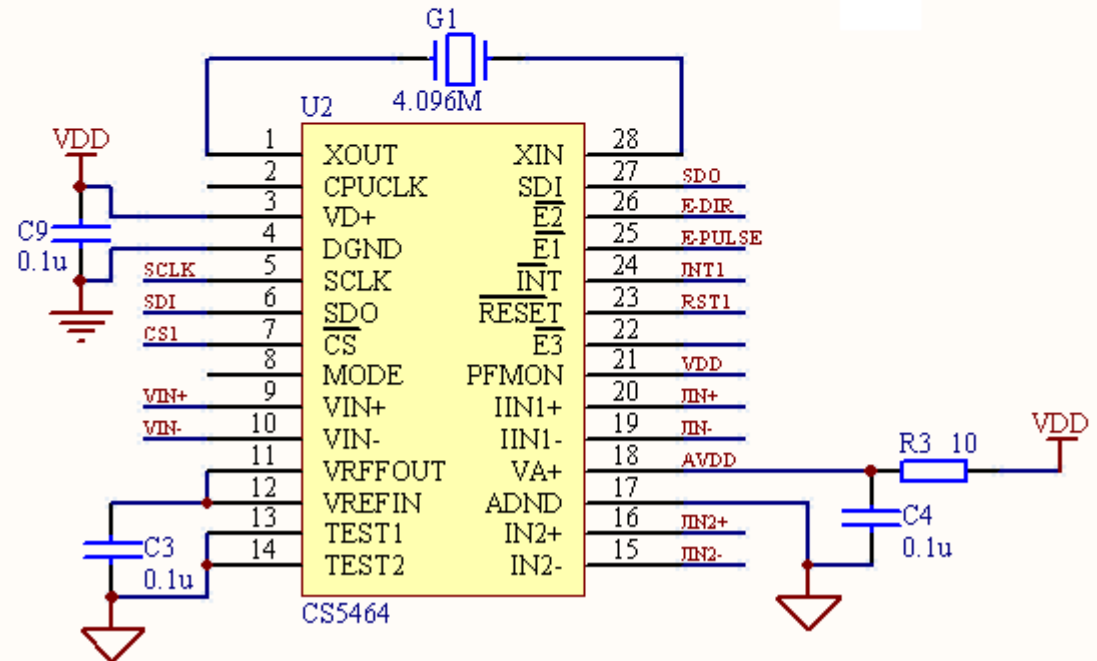 G1
4.096M
U2
VDD
C9
0.1u
1 XOUT XIN 28
2 CPUCLK SDI 27 SDO
3 VD+ E2 26 E-DIR
4 DGND E1 25 E-PULSE
SCLK 5 SCLK INT 24 INT1
SDI 6 SDO RESET 23 RST1
CS1 7 CS E3 22
8 MODE PFMON 21 VDD
VIN+ 9 VIN+ IIN1+ 20 IIN+
VIN- 10 VIN- IIN1- 19 IIN-
11 VRFFOUT VA+ 18 AVDD
12 VREFIN ADND 17
13 TEST1 IN2+ 16 IIN2+
14 TEST2 IN2- 15 IIN2-
R3 10
VDD
C3
0.1u
C4
0.1u
CS5464